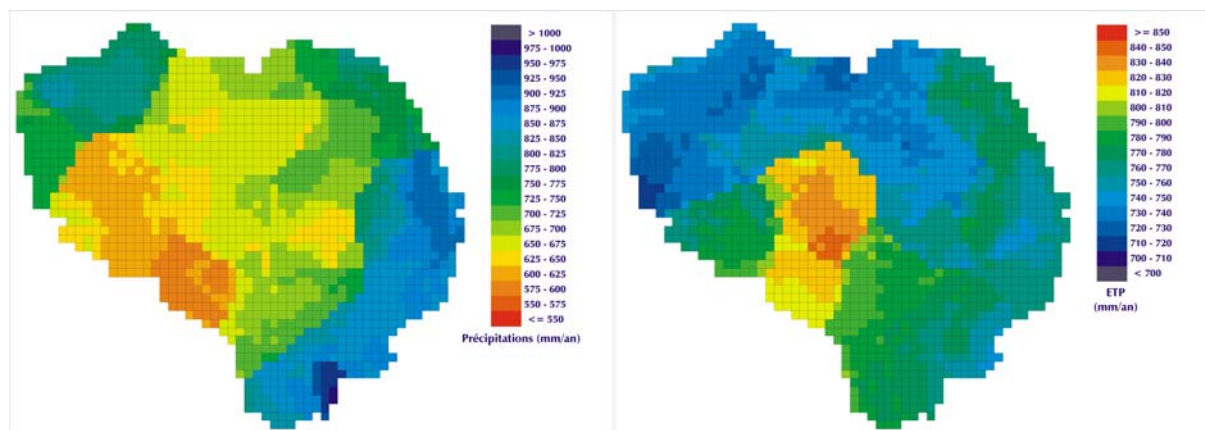 > 1000
975 - 1000
950 - 975
925 - 950
900 - 925
875 - 900
850 - 875
825 - 850
800 - 825
775 - 800
750 - 775
725 - 750
700 - 725
675 - 700
650 - 675
625 - 650
600 - 625
575 - 600
550 - 575
<= 550
Précipitations (mm/an)
>= 850
840 - 850
830 - 840
820 - 830
810 - 820
800 - 810
790 - 800
780 - 790
770 - 780
760 - 770
750 - 760
740 - 750
730 - 740
720 - 730
710 - 720
700 - 710
< 700
ETP
(mm/an)